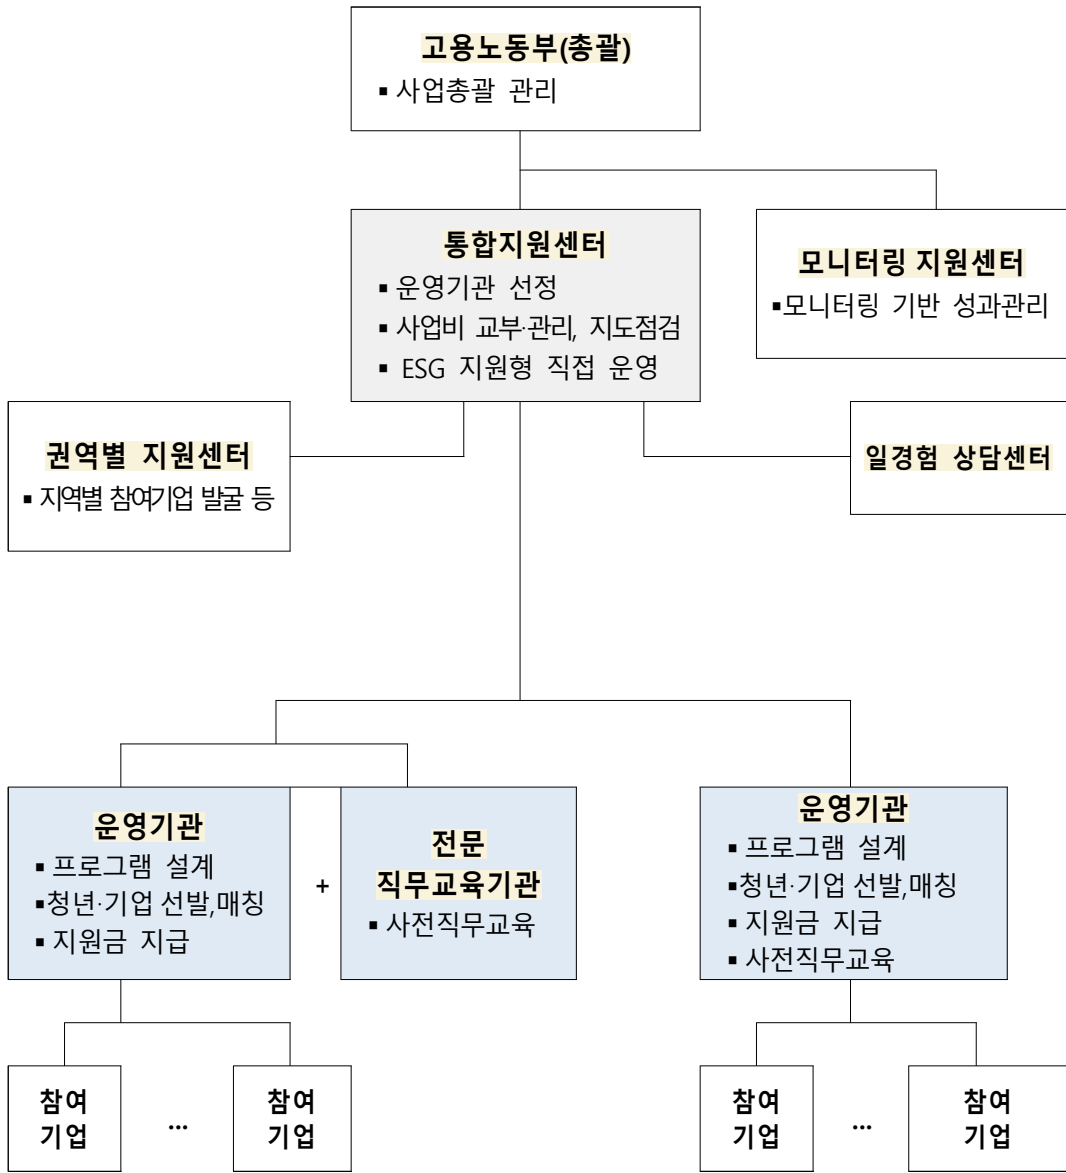 고용노동부(총괄)
▪ 사업총괄 관리
통합지원센터
▪ 운영기관 선정
▪ 사업비 교부·관리, 지도점검
▪ ESG 지원형 직접 운영
모니터링 지원센터
▪모니터링 기반 성과관리
권역별 지원센터
▪ 지역별 참여기업 발굴 등
일경험 상담센터
운영기관
▪ 프로그램 설계
▪청년·기업 선발,매칭
▪ 지원금 지급
+
전문
직무교육기관
▪ 사전직무교육
운영기관
▪ 프로그램 설계
▪청년·기업 선발,매칭
▪ 지원금 지급
▪ 사전직무교육
참여
기업
...
참여
기업
참여
기업
...
참여
기업